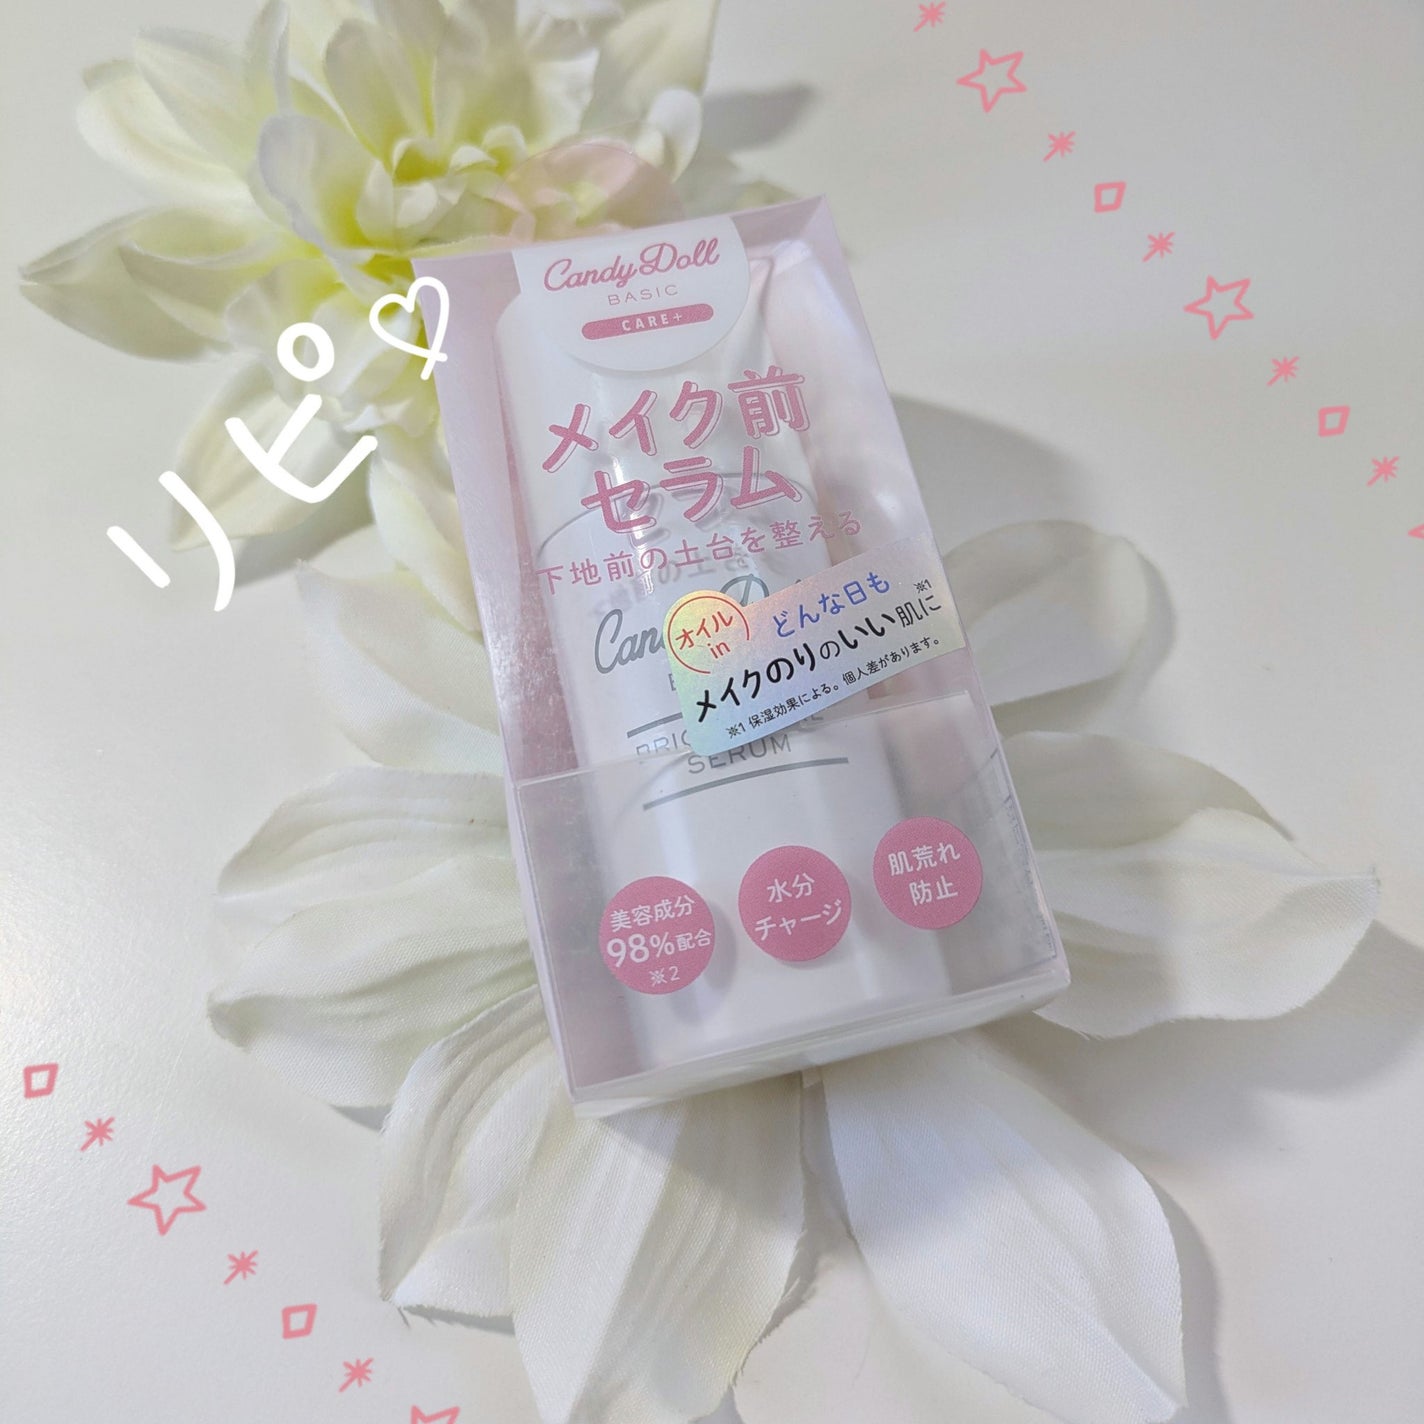 リピ♡
Candy Doll
BASIC
CARE+
メイク前
セラム
下地前の土台を整える
オイル
in
どんな日も
メイクのりのいい肌に※1
※1 保湿効果による。個人差があります。
SERUM
美容成分
98%配合
※2
水分
チャージ
肌荒れ
防止